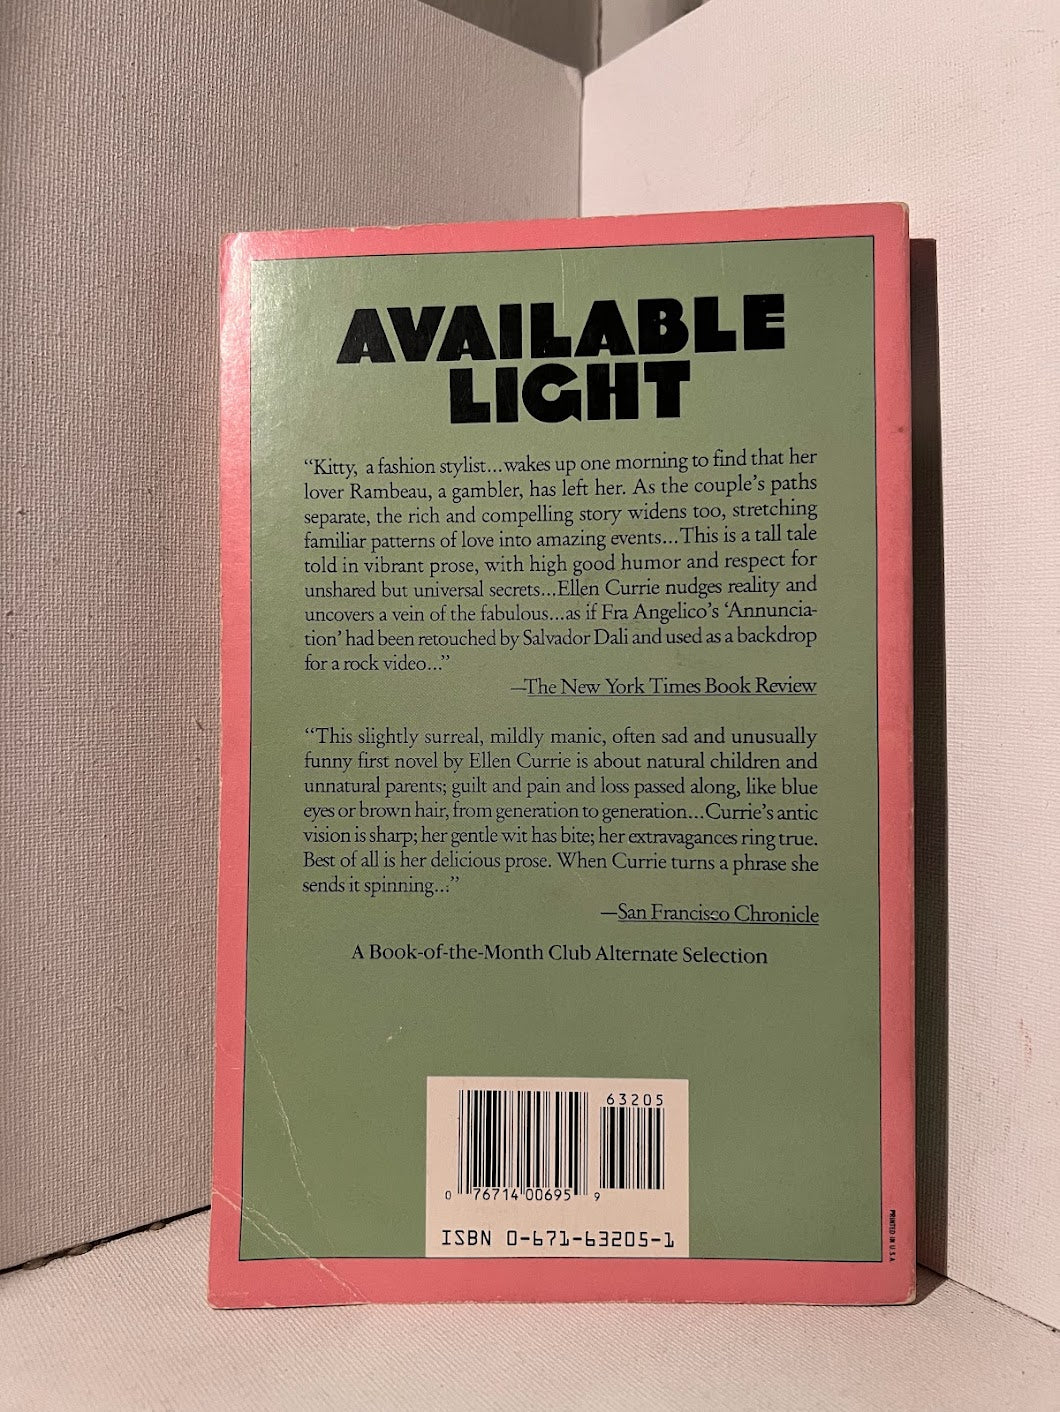 AVAILABLE
LIGHT
“Kitty, a fashion stylist...wakes up one morning to find that her
lover Rambeau, a gambler, has left her. As the couple’s paths
separate, the rich and compelling story widens too, stretching
familiar patterns of love into amazing events...This is a tall tale
told in vibrant prose, with high good humor and respect for
unshared but universal secrets...Ellen Currie nudges reality and
uncovers a vein of the fabulous...as if Fra Angelico’s ‘Annuncia-
tion’ had been retouched by Salvador Dali and used as a backdrop
for a rock video...”
—The New York Times Book Review
“This slightly surreal, mildly manic, often sad and unusually
funny first novel by Ellen Currie is about natural children and
unnatural parents; guilt and pain and loss passed along, like blue
eyes or brown hair, from generation to generation...Currie’s antic
vision is sharp; her gentle wit has bite; her extravagances ring true.
Best of all is her delicious prose. When Currie turns a phrase she
sends it spinning...”
—San Francisco Chronicle
A Book-of-the-Month Club Alternate Selection
63205
0 76714 00695 9
ISBN 0-671-63205-1
PRINTED IN U.S.A.